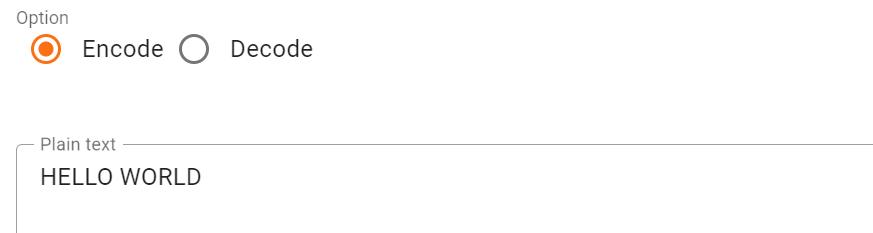 Option
Encode Decode
Plain text
HELLO WORLD